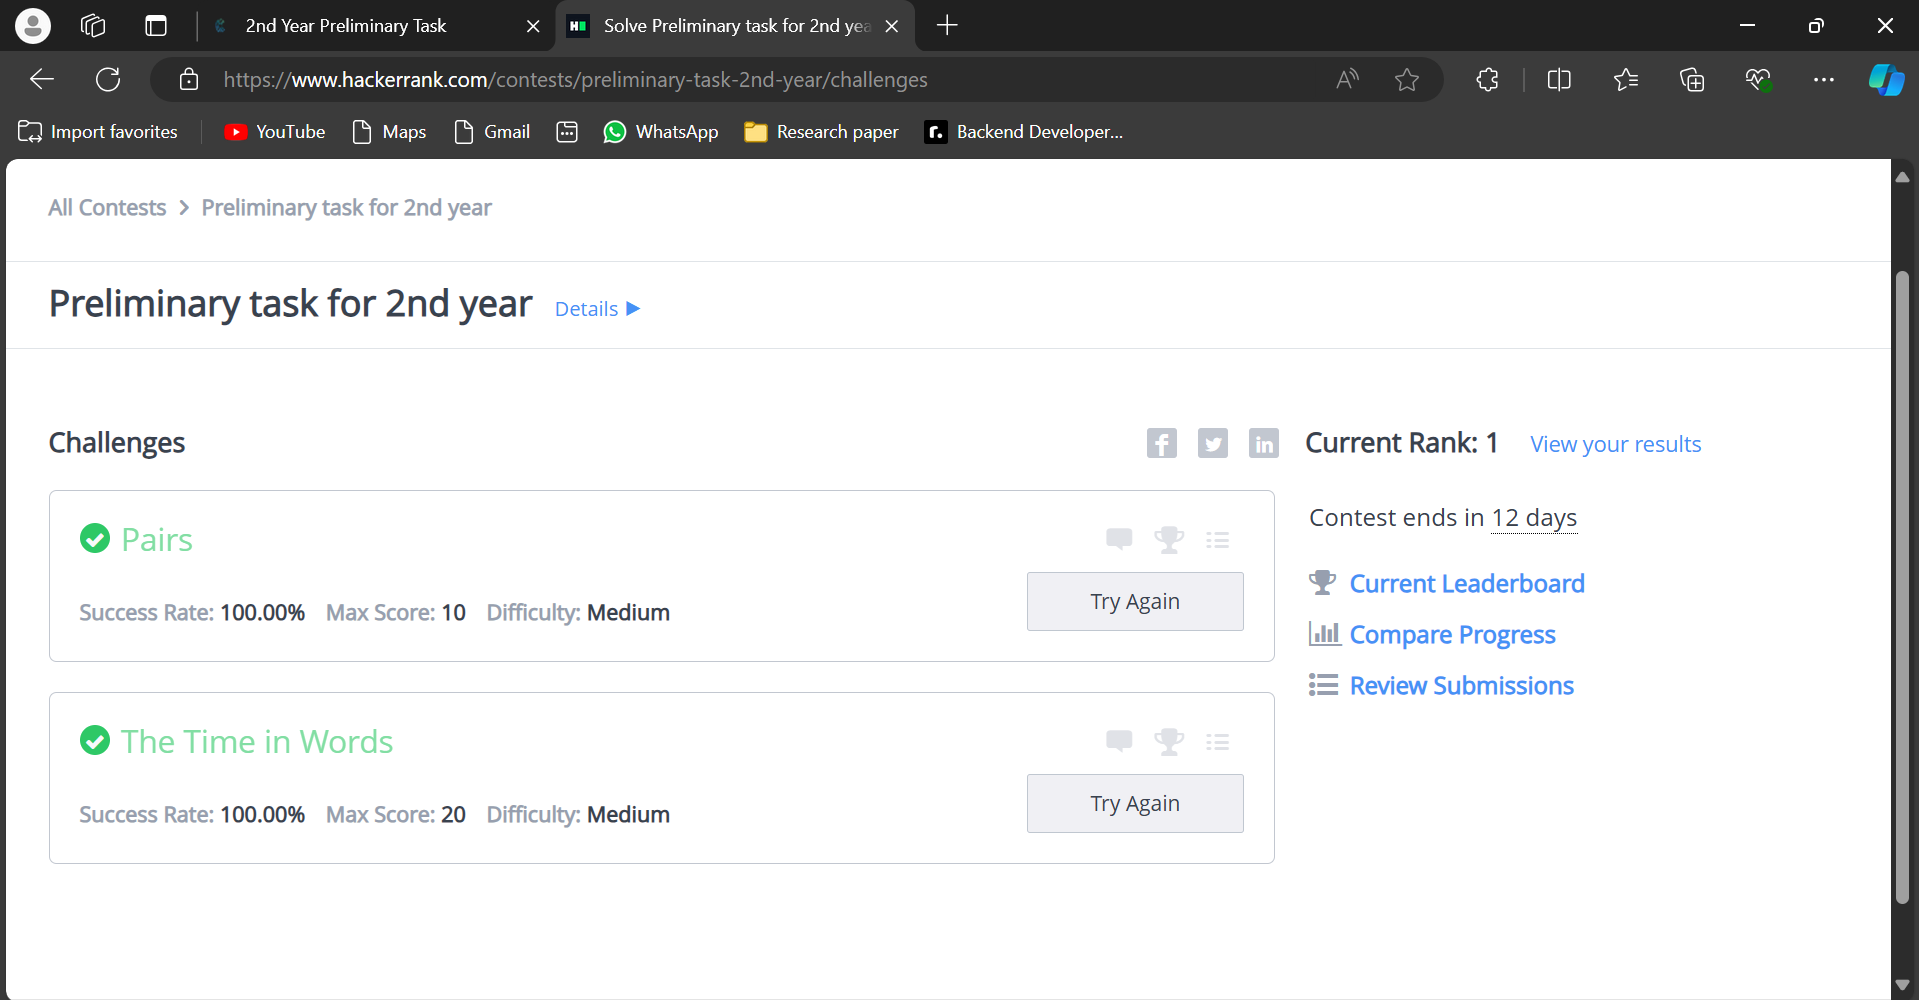 2nd Year Preliminary Task
Solve Preliminary task for 2nd yea
https://www.hackerrank.com/contests/preliminary-task-2nd-year/challenges
Import favorites
YouTube
Maps
Gmail
WhatsApp
Research paper
Backend Developer...
All Contests > Preliminary task for 2nd year
Preliminary task for 2nd year Details
Challenges
Current Rank: 1 View your results
Pairs
Success Rate: 100.00% Max Score: 10 Difficulty: Medium
Try Again
The Time in Words
Success Rate: 100.00% Max Score: 20 Difficulty: Medium
Try Again
Contest ends in 12 days
Current Leaderboard
Compare Progress
Review Submissions